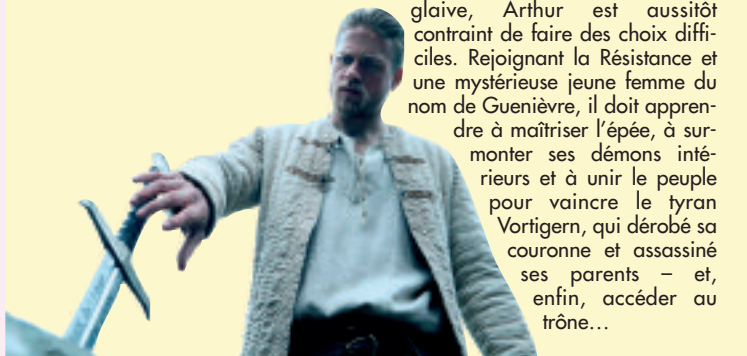 glaive, Arthur est aussitôt
contraint de faire des choix diffi-
ciles. Rejoignant la Résistance et
une mystérieuse jeune femme du
nom de Guenièvre, il doit appren-
dre à maîtriser l'épée, à sur-
monter ses démons inté-
rieurs et à unir le peuple
pour vaincre le tyran
Vortigern, qui dérobé sa
couronne et assassiné
ses parents – et,
enfin, accéder au
trône…